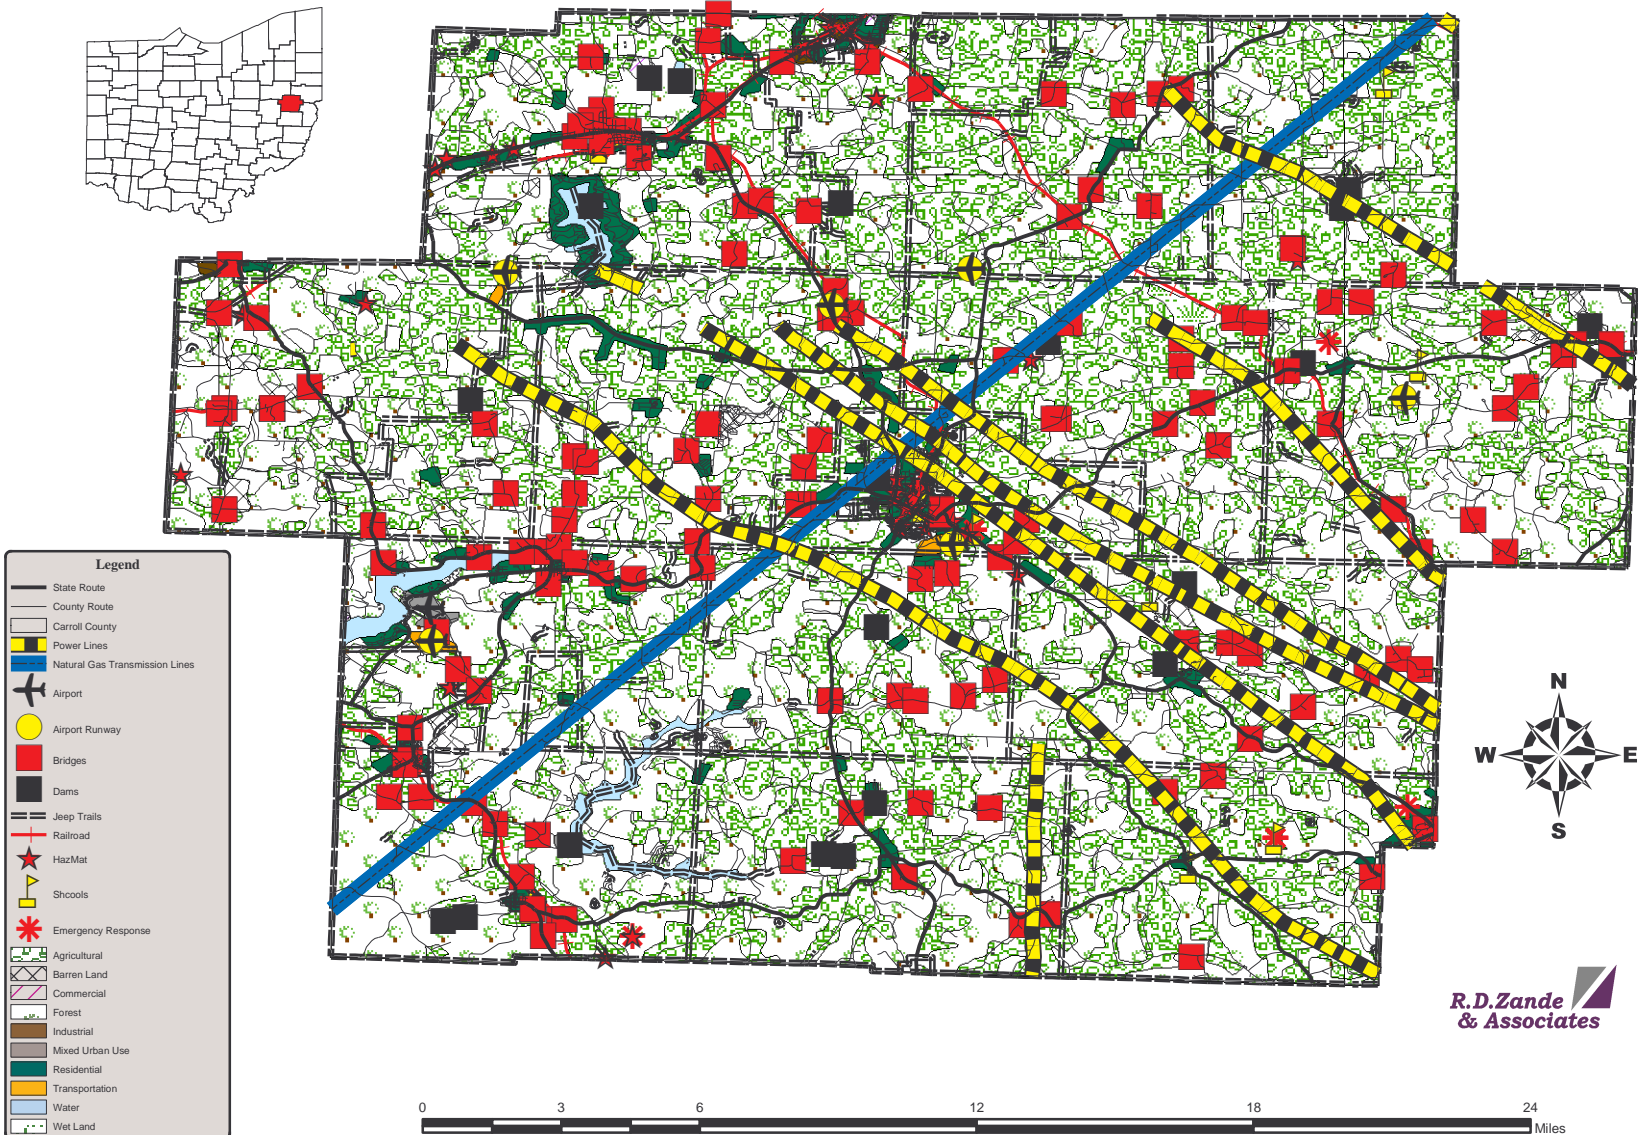 Legend
State Route
County Route
Carroll County
Power Lines
Natural Gas Transmission Lines
Airport
Airport Runway
Bridges
Dams
Jeep Trails
Railroad
HazMat
Shcools
Emergency Response
Agricultural
Barren Land
Commercial
Forest
Industrial
Mixed Urban Use
Residential
Transportation
Water
Wet Land
N
W E
S
R.D.Zande
& Associates
0 3 6 12 18 24
Miles